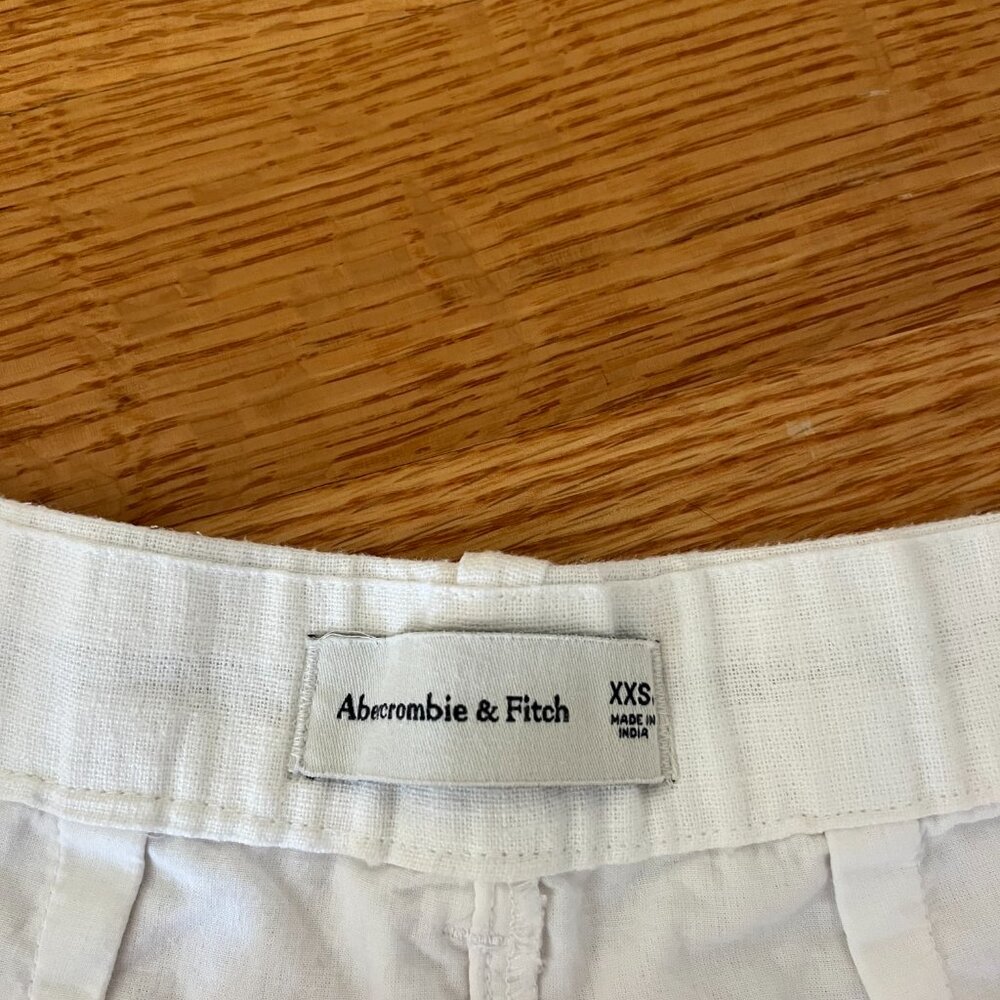 Abercrombie & Fitch
XXS
MADE IN
INDIA